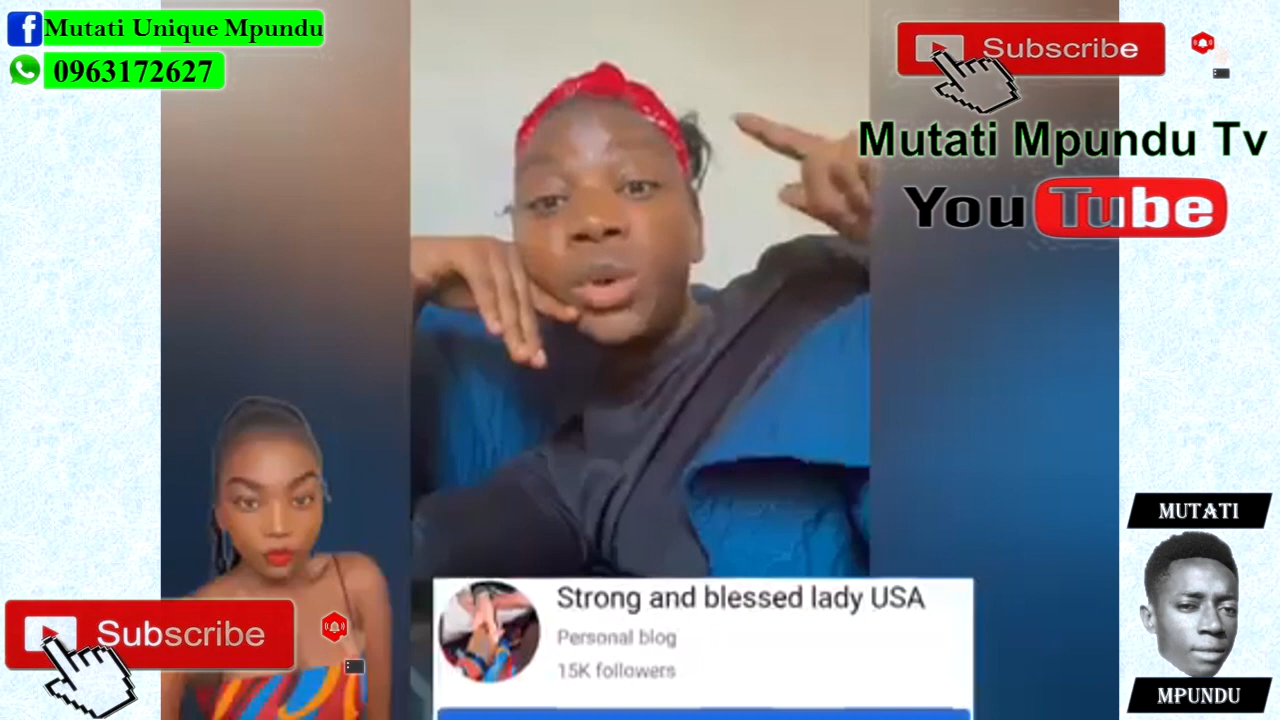 Mutati Unique Mpundu
0963172627
Subscribe
Mutati Mpundu Tv
YouTube
Strong and blessed lady USA
Personal blog
15K followers
Subscribe
MUTATI
MPUNDU